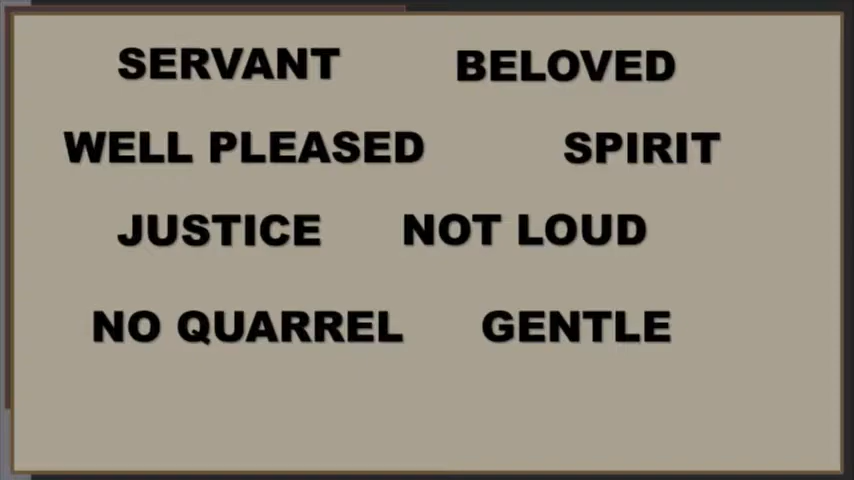 SERVANT BELOVED
WELL PLEASED SPIRIT
JUSTICE NOT LOUD
NO QUARREL GENTLE